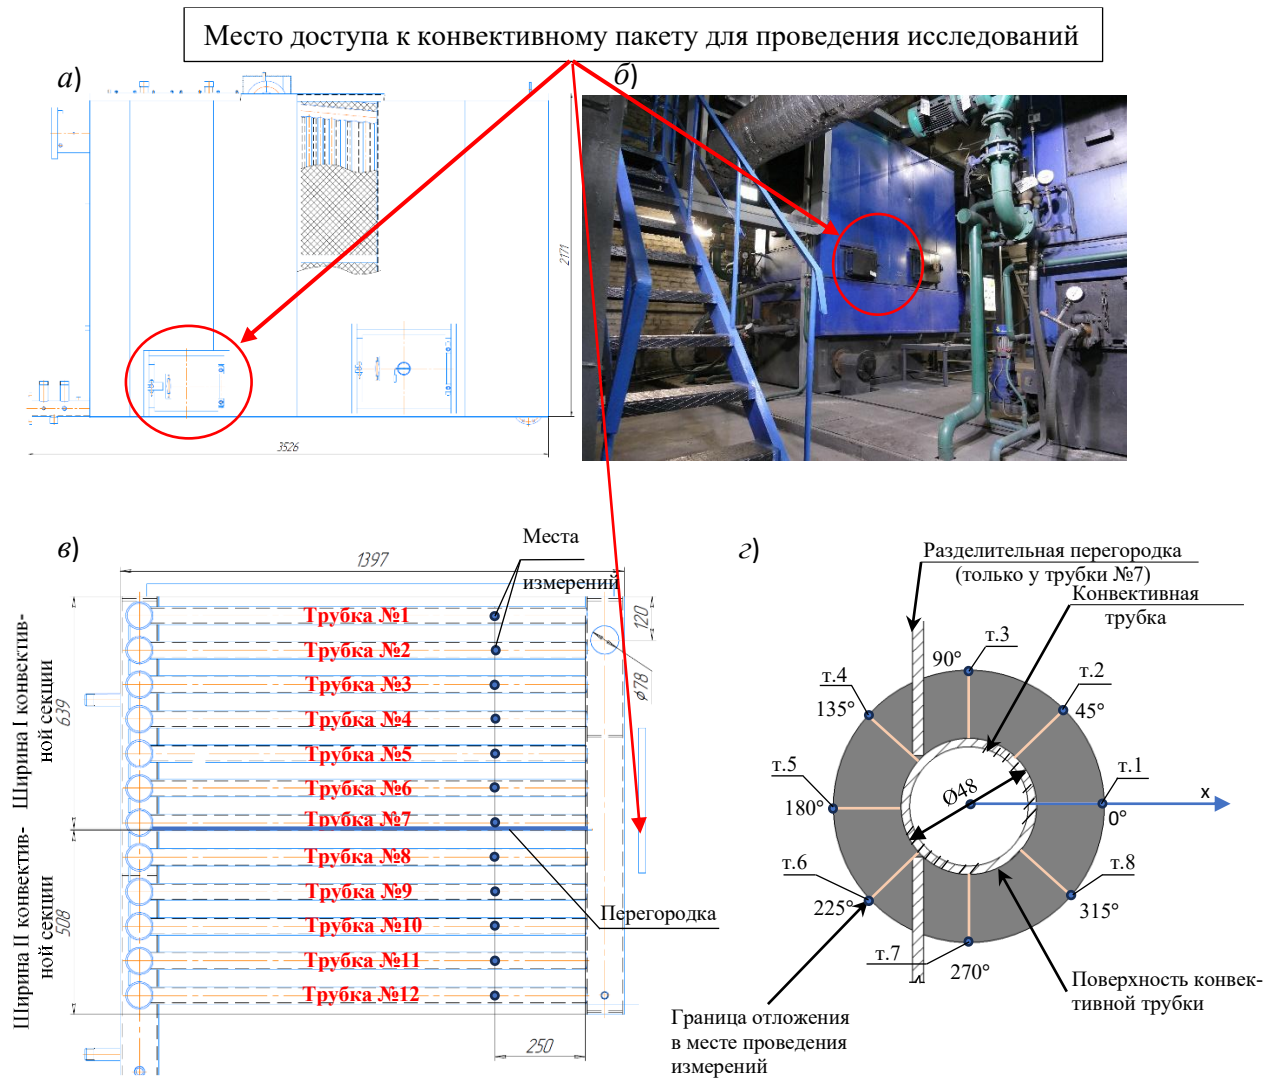 Место доступа к конвективному пакету для проведения исследований
а)
б)
2171
3526
в)
1397
Места
измерений
Трубка №1
Трубка №2
Трубка №3
Трубка №4
Трубка №5
Трубка №6
Трубка №7
Трубка №8
Трубка №9
Трубка №10
Трубка №11
Трубка №12
Ширина I конвектив-
ной секции
639
Ширина II конвектив-
ной секции
508
120
ϕ78
Перегородка
250
г)
Разделительная перегородка
(только у трубки №7)
Конвективная
трубка
т.3
90°
т.2
45°
т.4
135°
т.5
180°
т.1
0°
x
Ø48
т.6
225°
т.8
315°
т.7
270°
Поверхность конвек-
тивной трубки
Граница отложения
в месте проведения
измерений